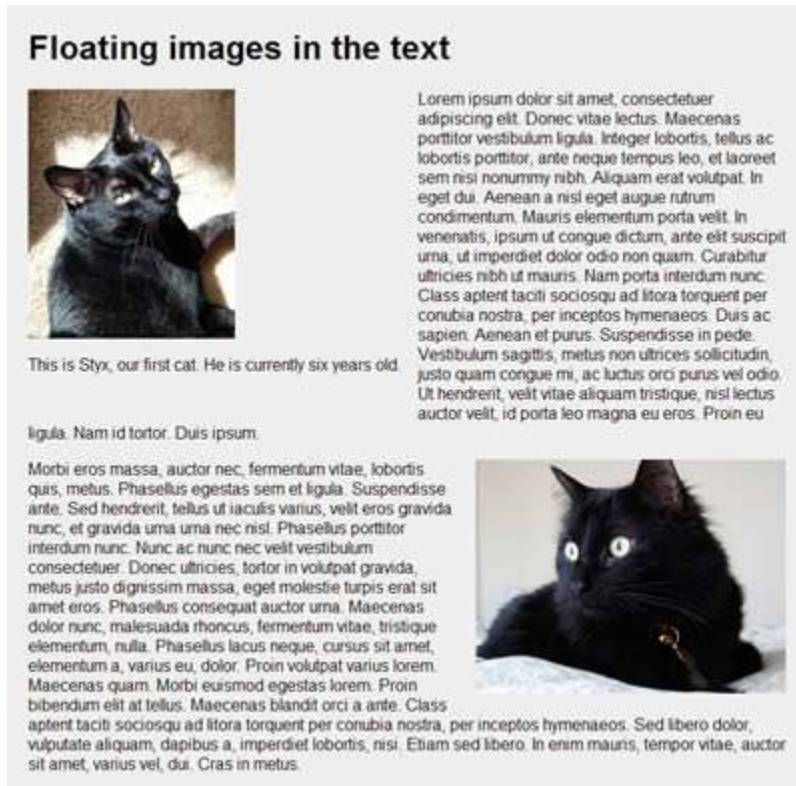 Floating images in the text
Lorem ipsum dolor sit amet, consectetuer
adipiscing elit. Donec vitae lectus. Maecenas
porttitor vestibulum ligula. Integer lobortis, tellus ac
lobortis porttitor, ante neque tempus leo, et laoreet
sem nisi nonummy nibh. Aliquam erat volutpat. In
eget dui. Aenean a nisl eget augue rutrum
condimentum. Mauris elementum porta velit. In
venenatis, ipsum ut congue dictum, ante elit suscipit
urna, ut imperdiet dolor odio non quam. Curabitur
ultricies nibh ut mauris. Nam porta interdum nunc.
Class aptent taciti sociosqu ad litora torquent per
conubia nostra, per inceptos hymenaeos. Duis ac
sapien. Aenean et purus. Suspendisse in pede.
Vestibulum sagittis, metus non ultrices sollicitudin,
justo quam congue mi, ac luctus orci purus vel odio.
Ut hendrerit, velit vitae aliquam tristique, nisl lectus
auctor velit, id porta leo magna eu eros. Proin eu
This is Styx, our first cat. He is currently six years old.
ligula. Nam id tortor. Duis ipsum.
Morbi eros massa, auctor nec, fermentum vitae, lobortis
quis, metus. Phasellus egestas sem et ligula. Suspendisse
ante. Sed hendrerit, tellus ut iaculis varius, velit eros gravida
nunc, et gravida urna urna nec nisl. Phasellus porttitor
interdum nunc. Nunc ac nunc nec velit vestibulum
consectetuer. Donec ultricies, tortor in volutpat gravida,
metus justo dignissim massa, eget molestie turpis erat sit
amet eros. Phasellus consequat auctor urna. Maecenas
dolor nunc, malesuada rhoncus, fermentum vitae, tristique
elementum, nulla. Phasellus lacus neque, cursus sit amet,
elementum a, varius eu, dolor. Proin volutpat varius lorem.
Maecenas quam. Morbi euismod egestas lorem. Proin
bibendum elit at tellus. Maecenas blandit orci a ante. Class
aptent taciti sociosqu ad litora torquent per conubia nostra, per inceptos hymenaeos. Sed libero dolor,
vulputate aliquam, dapibus a, imperdiet lobortis, nisi. Etiam sed libero. In enim mauris, tempor vitae, auctor
sit amet, varius vel, dui. Cras in metus.